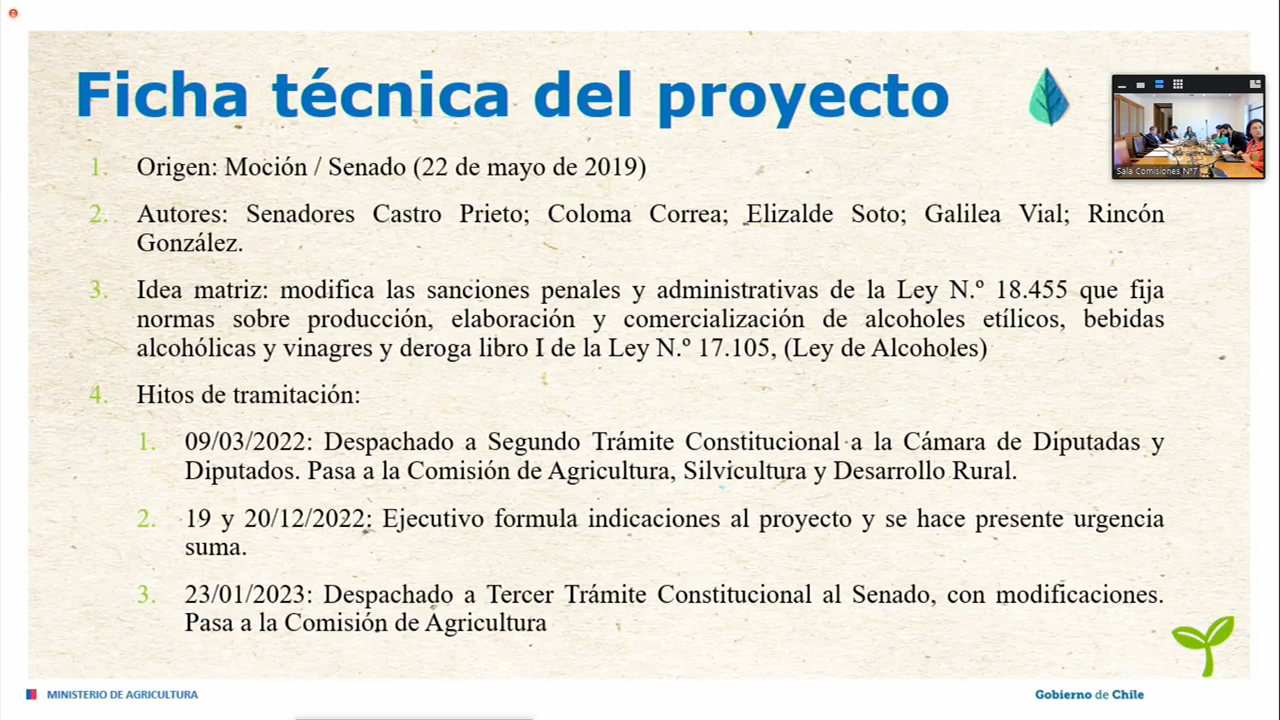 Ficha técnica del proyecto
Sala Comisiones N°7
1. Origen: Moción / Senado (22 de mayo de 2019)
2. Autores: Senadores Castro Prieto; Coloma Correa; Elizalde Soto; Galilea Vial; Rincón
González.
3. Idea matriz: modifica las sanciones penales y administrativas de la Ley N.º 18.455 que fija
normas sobre producción, elaboración y comercialización de alcoholes etílicos, bebidas
alcohólicas y vinagres y deroga libro I de la Ley N.º 17.105, (Ley de Alcoholes)
4. Hitos de tramitación:
1. 09/03/2022: Despachado a Segundo Trámite Constitucional a la Cámara de Diputadas y
Diputados. Pasa a la Comisión de Agricultura, Silvicultura y Desarrollo Rural.
2. 19 y 20/12/2022: Ejecutivo formula indicaciones al proyecto y se hace presente urgencia
suma.
3. 23/01/2023: Despachado a Tercer Trámite Constitucional al Senado, con modificaciones.
Pasa a la Comisión de Agricultura
MINISTERIO DE AGRICULTURA
Gobierno de Chile